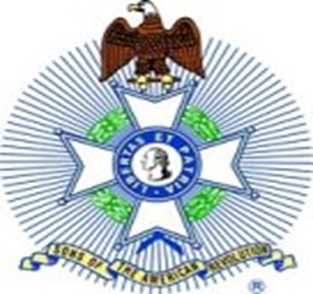 LIBERTAS ET PATRIA
SONS OF THE AMERICAN REVOLUTION
®